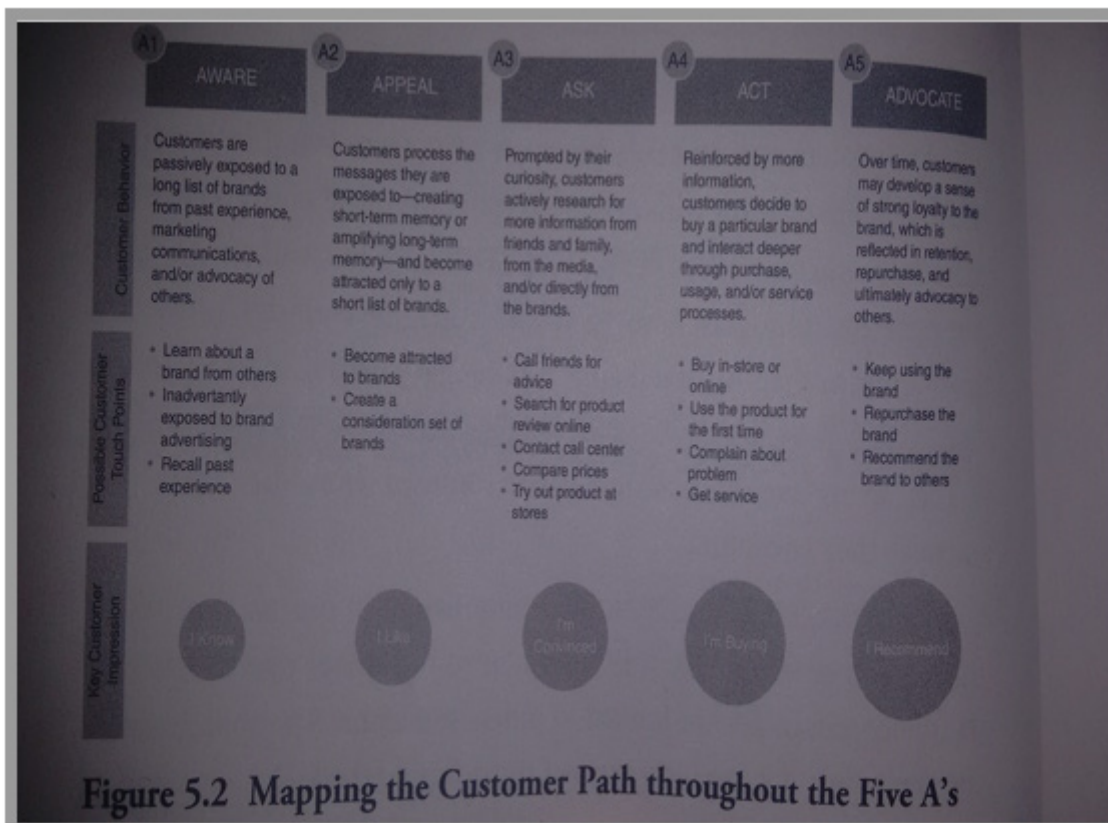 A1
AWARE
A2
APPEAL
A3
ASK
A4
ACT
A5
ADVOCATE
Customer Behavior
Customers are
passively exposed to a
long list of brands
from past experience,
marketing
communications,
and/or advocacy of
others.
Customers process the
messages they are
exposed to—creating
short-term memory or
amplifying long-term
memory—and become
attracted only to a
short list of brands.
Prompted by their
curiosity, customers
actively research for
more information from
friends and family,
from the media,
and/or directly from
the brands.
Reinforced by more
information,
customers decide to
buy a particular brand
and interact deeper
through purchase,
usage, and/or service
processes.
Over time, customers
may develop a sense
of strong loyalty to the
brand, which is
reflected in retention,
repurchase, and
ultimately advocacy to
others.
Possible Customer
Touch Points
• Learn about a
brand from others
• Inadvertantly
exposed to brand
advertising
• Recall past
experience
• Become attracted
to brands
• Create a
consideration set of
brands
• Call friends for
advice
• Search for product
review online
• Contact call center
• Compare prices
• Try out product at
stores
• Buy in-store or
online
• Use the product for
the first time
• Complain about
problem
• Get service
• Keep using the
brand
• Repurchase the
brand
• Recommend the
brand to others
Key Customer
Impression
I Know
I Like
I'm
Convinced
I'm Buying
I Recommend
Figure 5.2 Mapping the Customer Path throughout the Five A's